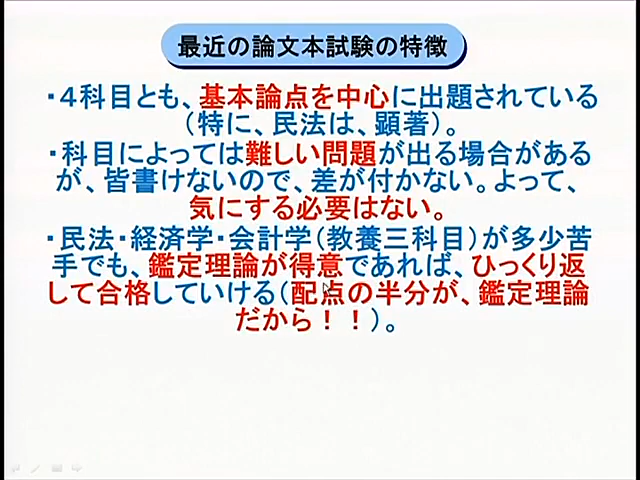 最近の論文本試験の特徴
・４科目とも、基本論点を中心に出題されている
（特に、民法は、顕著）。
・科目によっては難しい問題が出る場合がある
が、皆書けないので、差が付かない。よって、
気にする必要はない。
・民法・経済学・会計学（教養三科目）が多少苦
手でも、鑑定理論が得意であれば、ひっくり返
して合格していける（配点の半分が、鑑定理論
だから！！）。